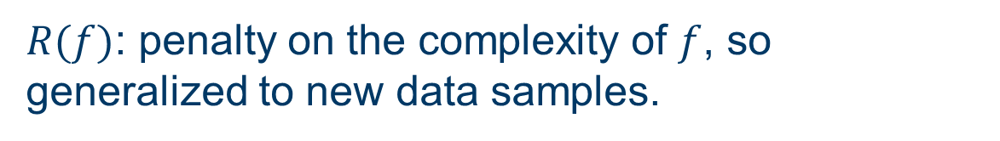 R(f): penalty on the complexity of f, so
generalized to new data samples.